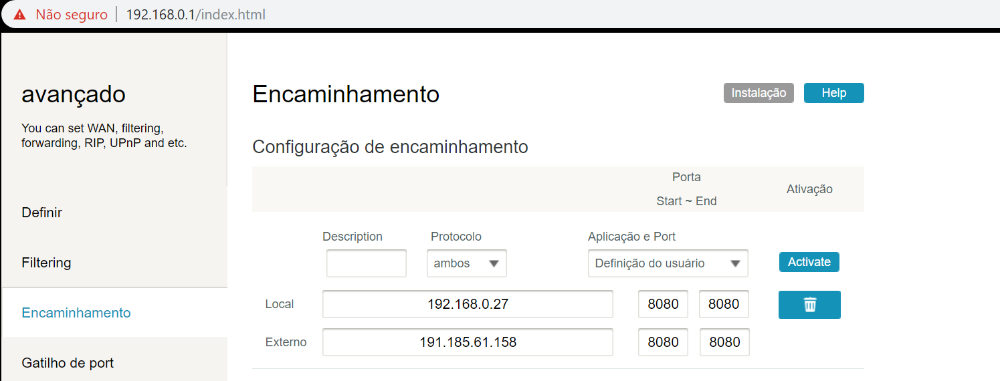 Não seguro 192.168.0.1/index.html
avançado
You can set WAN, filtering,
forwarding, RIP, UPnP and etc.
Definir
Filtering
Encaminhamento
Gatilho de port
Encaminhamento
Instalação
Help
Configuração de encaminhamento
Porta
Start ~ End
Ativação
Description Protocolo Aplicação e Port
ambos Definição do usuário Activate
Local 192.168.0.27 8080 8080
Externo 191.185.61.158 8080 8080